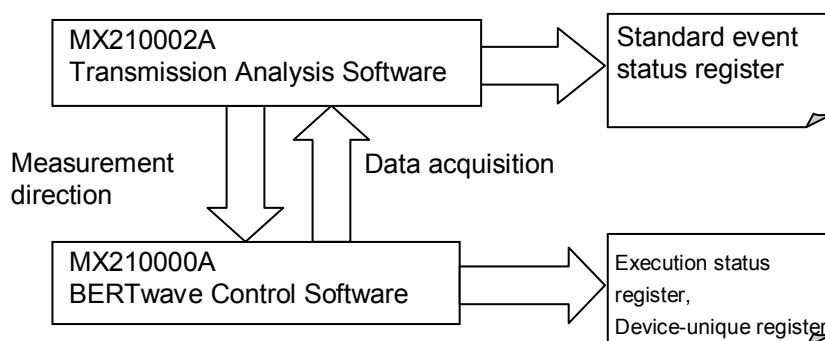 MX210002A
Transmission Analysis Software
Standard event
status register
Measurement
direction
Data acquisition
MX210000A
BERTwave Control Software
Execution status
register,
Device-unique register